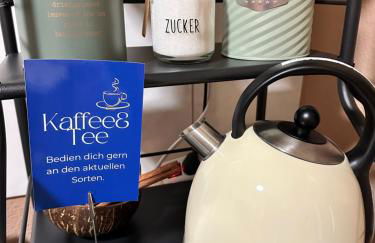 ZUCKER
Kaffee&
Tee
Bedien dich gern
an den aktuellen
Sorten.